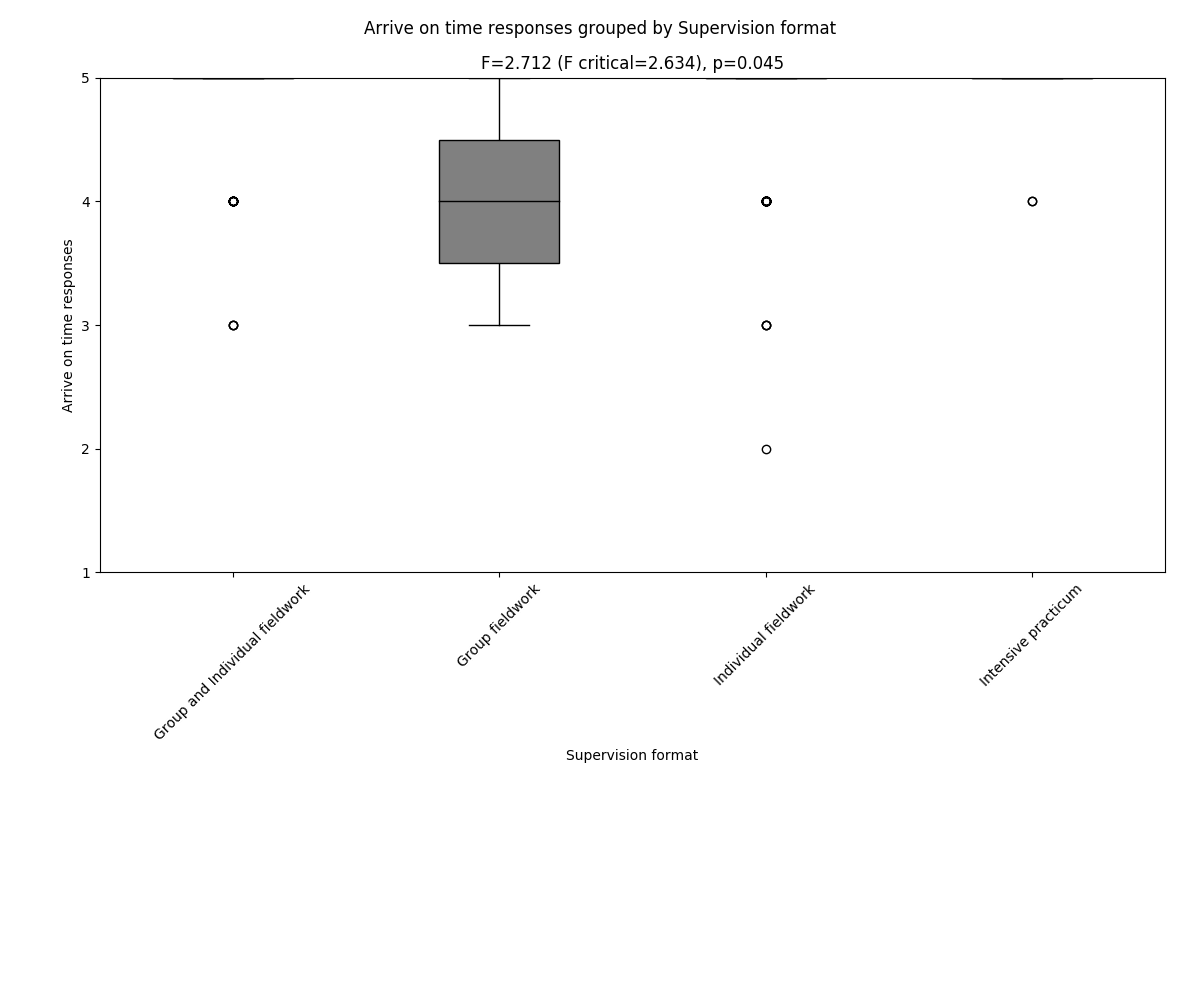 Arrive on time responses grouped by Supervision format
F=2.712 (F critical=2.634), p=0.045
5
4
3
2
1
Arrive on time responses
Group and Individual fieldwork
Group fieldwork
Individual fieldwork
Intensive practicum
Supervision format